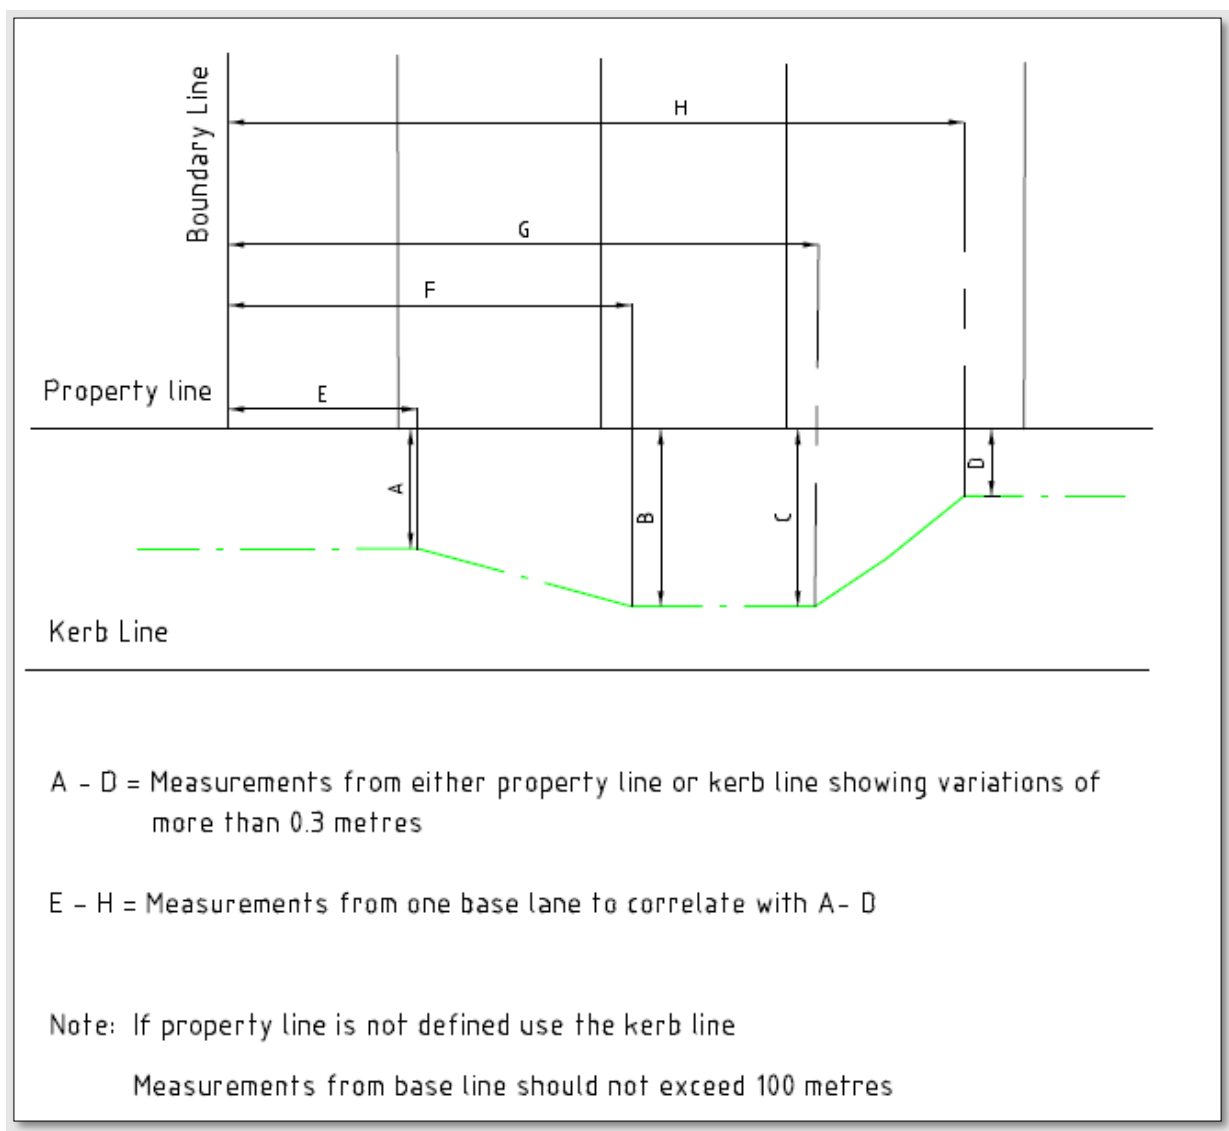 Boundary Line
H
G
F
Property line
E
A
B
C
D
Kerb Line
A - D = Measurements from either property line or kerb line showing variations of
more than 0.3 metres
E - H = Measurements from one base lane to correlate with A- D
Note: If property line is not defined use the kerb line
Measurements from base line should not exceed 100 metres